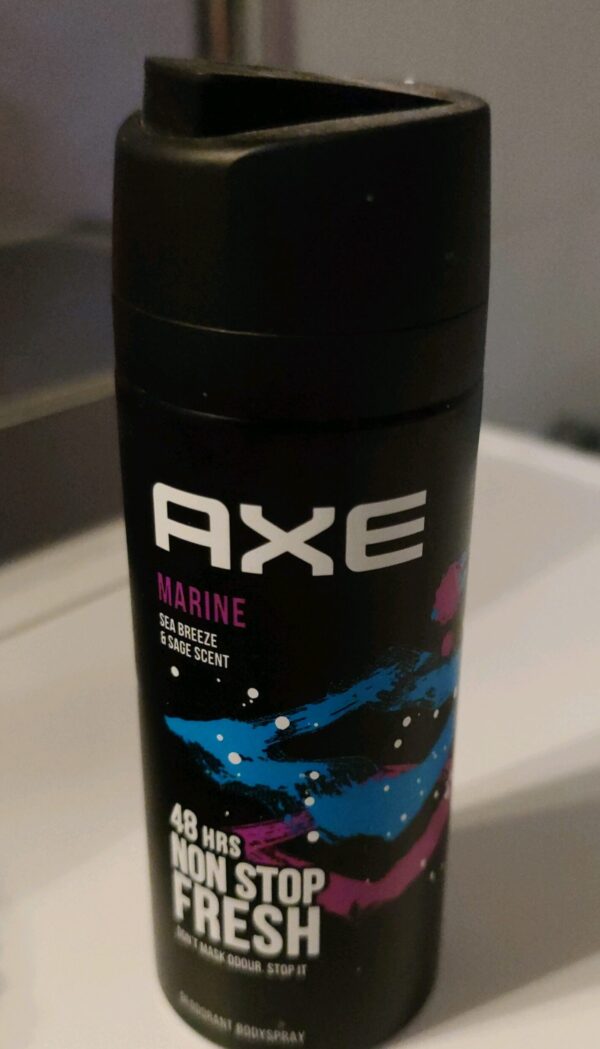 AXE
MARINE
SEA BREEZE
& SAGE SCENT
48 HRS
NON STOP
FRESH
DON'T MASK ODOUR. STOP IT
DEODORANT BODYSPRAY